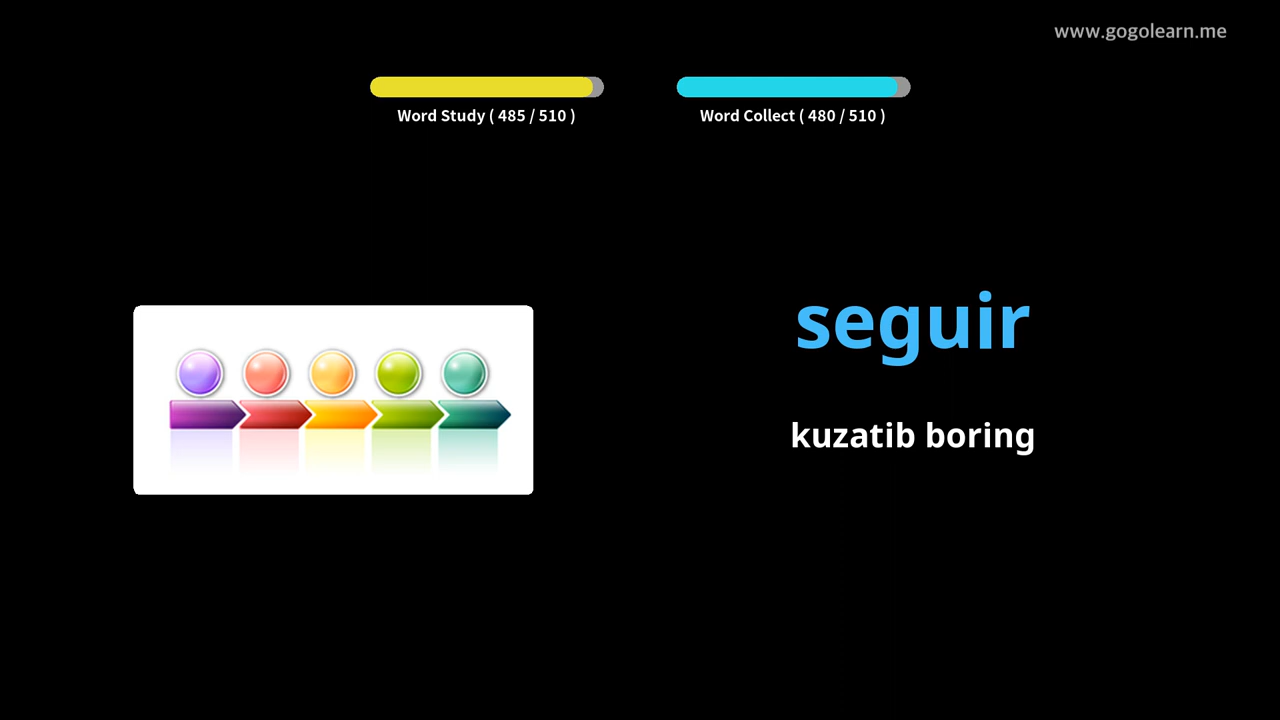 www.gogolearn.me
Word Study ( 485 / 510 )
Word Collect ( 480 / 510 )
seguir
kuzatib boring